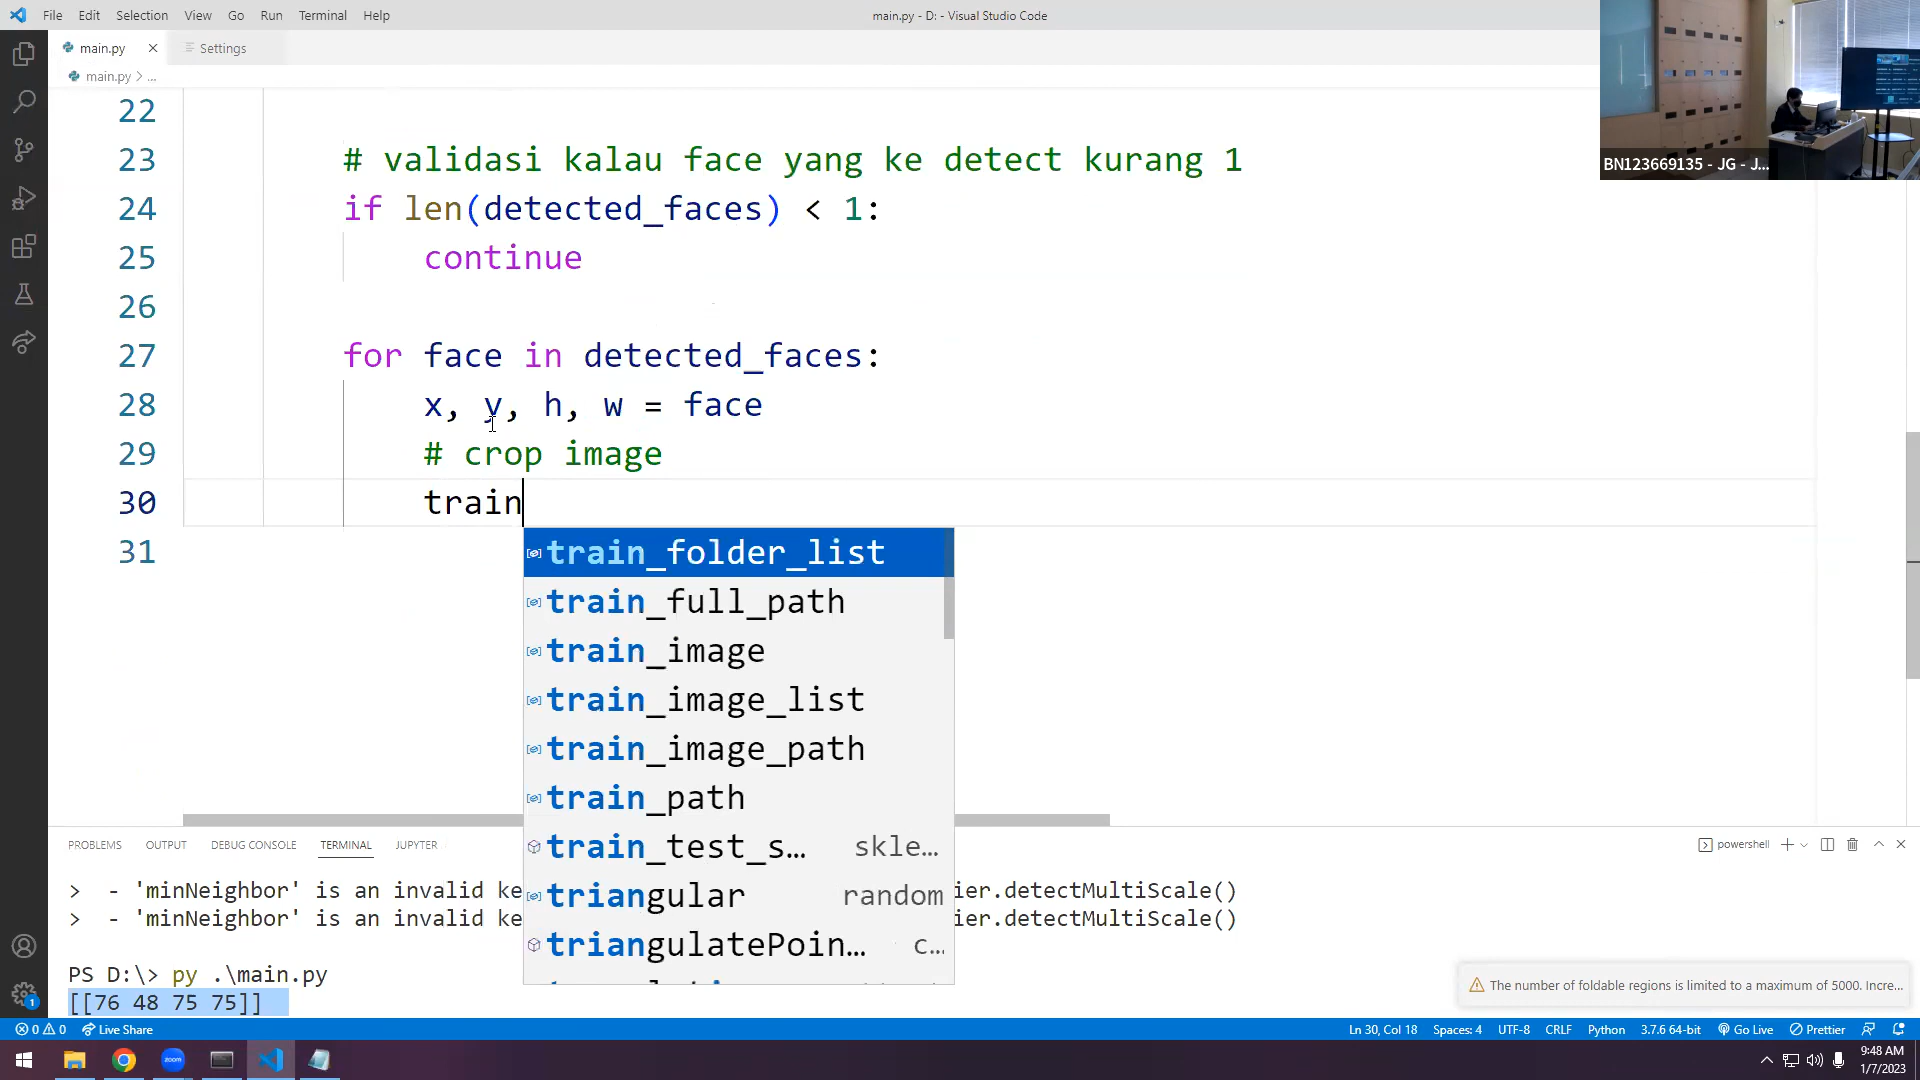 File Edit Selection View Go Run Terminal Help
main.py - D: - Visual Studio Code
main.py Settings
main.py > ...
BN123669135 - JG - J...
22
23 # validasi kalau face yang ke detect kurang 1
24 if len(detected_faces) < 1:
25 continue
26
27 for face in detected_faces:
28 x, y, h, w = face
29 # crop image
30 train
31
train_folder_list
train_full_path
train_image
train_image_list
train_image_path
train_path
train_test_s... skle...
triangular random
triangulatePoin... c...
PROBLEMS OUTPUT DEBUG CONSOLE TERMINAL JUPYTER
powershell
> - 'minNeighbor' is an invalid ke
ier.detectMultiScale()
> - 'minNeighbor' is an invalid ke
ier.detectMultiScale()
PS D:\> py .\main.py
[[76 48 75 75]]
The number of foldable regions is limited to a maximum of 5000. Incre...
1
0 0 Live Share
Ln 30, Col 18 Spaces: 4 UTF-8 CRLF Python 3.7.6 64-bit Go Live Prettier
zoom
9:48 AM
1/7/2023